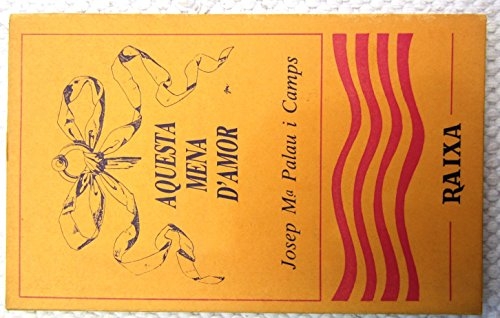 AQUESTA
MENA
D'AMOR
Josep Mª Palau i Camps
RAIXA